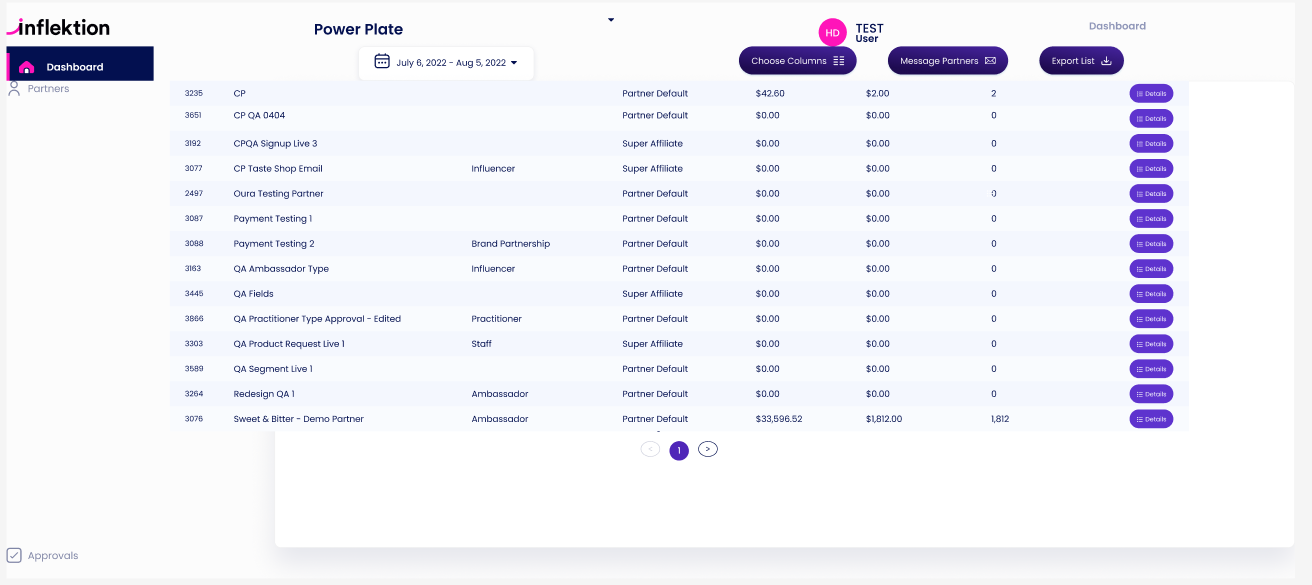 inflektion
Power Plate
HD
TEST
User
Dashboard
Dashboard
Partners
July 6, 2022 - Aug 5, 2022
Choose Columns
Message Partners
Export List
3235 CP Partner Default $42.60 $2.00 2 Details
3651 CP QA 0404 Partner Default $0.00 $0.00 0 Details
3192 CPQA Signup Live 3 Super Affiliate $0.00 $0.00 0 Details
3077 CP Taste Shop Email Influencer Super Affiliate $0.00 $0.00 0 Details
2497 Oura Testing Partner Partner Default $0.00 $0.00 0 Details
3087 Payment Testing 1 Partner Default $0.00 $0.00 0 Details
3088 Payment Testing 2 Brand Partnership Partner Default $0.00 $0.00 0 Details
3163 QA Ambassador Type Influencer Partner Default $0.00 $0.00 0 Details
3445 QA Fields Super Affiliate $0.00 $0.00 0 Details
3866 QA Practitioner Type Approval - Edited Practitioner Partner Default $0.00 $0.00 0 Details
3303 QA Product Request Live 1 Staff Super Affiliate $0.00 $0.00 0 Details
3589 QA Segment Live 1 Partner Default $0.00 $0.00 0 Details
3264 Redesign QA 1 Ambassador Partner Default $0.00 $0.00 0 Details
3076 Sweet & Bitter - Demo Partner Ambassador Partner Default $33,596.52 $1,812.00 1,812 Details
< 1 >
Approvals